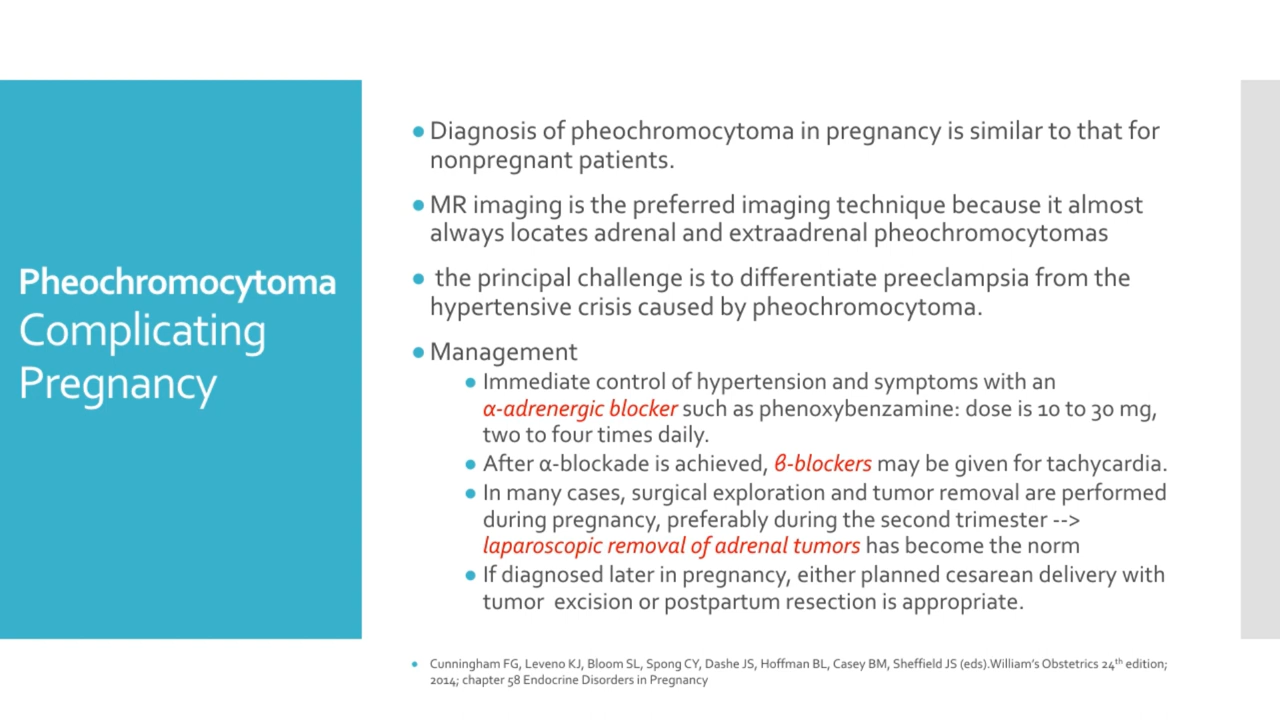 Pheochromocytoma
Complicating
Pregnancy
● Diagnosis of pheochromocytoma in pregnancy is similar to that for
nonpregnant patients.
● MR imaging is the preferred imaging technique because it almost
always locates adrenal and extraadrenal pheochromocytomas
● the principal challenge is to differentiate preeclampsia from the
hypertensive crisis caused by pheochromocytoma.
● Management
● Immediate control of hypertension and symptoms with an
α-adrenergic blocker such as phenoxybenzamine: dose is 10 to 30 mg,
two to four times daily.
● After α-blockade is achieved, β-blockers may be given for tachycardia.
● In many cases, surgical exploration and tumor removal are performed
during pregnancy, preferably during the second trimester -->
laparoscopic removal of adrenal tumors has become the norm
● If diagnosed later in pregnancy, either planned cesarean delivery with
tumor excision or postpartum resection is appropriate.
● Cunningham FG, Leveno KJ, Bloom SL, Spong CY, Dashe JS, Hoffman BL, Casey BM, Sheffield JS (eds).William's Obstetrics 24th edition;
2014; chapter 58 Endocrine Disorders in Pregnancy